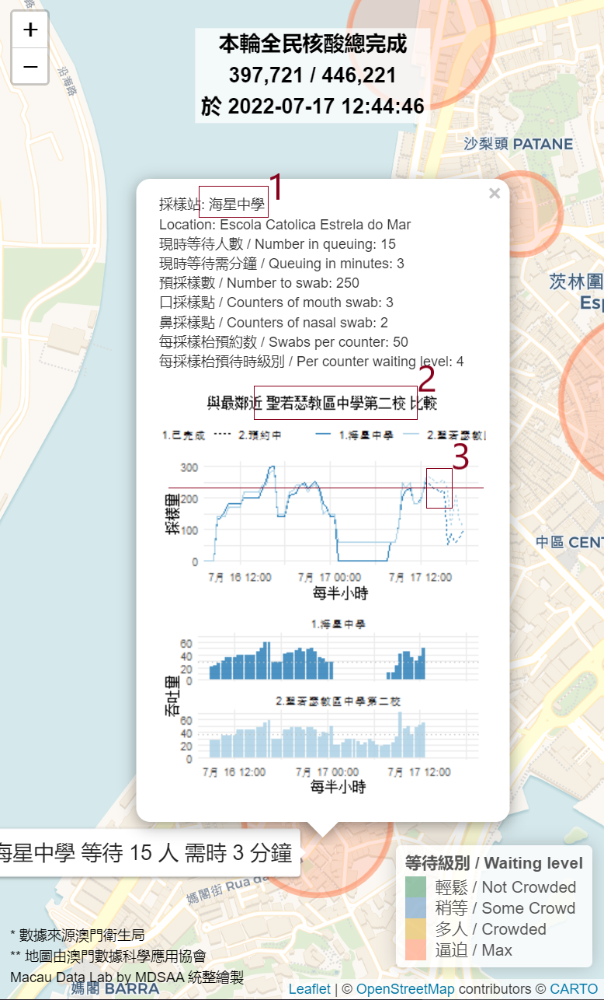 +
−
沿海路
路
本輪全民核酸總完成
397,721 / 446,221
於 2022-07-17 12:44:46
沙梨頭 PATANE
茨林圍
Esp
中區 CENT
×
1
採樣站: 海星中學
Location: Escola Catolica Estrela do Mar
現時等待人數 / Number in queuing: 15
現時等待需分鐘 / Queuing in minutes: 3
預採樣數 / Number to swab: 250
口採樣點 / Counters of mouth swab: 3
鼻採樣點 / Counters of nasal swab: 2
每採樣枱預約数 / Swabs per counter: 50
每採樣枱預待時級別 / Per counter waiting level: 4
2
與最鄰近 聖若瑟教區中學第二校 比較
1.已完成 2.預約中 1.海星中學 2.聖若瑟教區
3
採樣量
300
200
100
0
7月 16 12:00 7月 17 00:00 7月 17 12:00
每半小時
1.海星中學
60
40
20
0
吞吐量
2.聖若瑟教區中學第二校
60
40
20
0
7月 16 12:00 7月 17 00:00 7月 17 12:00
每半小時
海星中學 等待 15 人 需時 3 分鐘
媽閣街 Rua da
等待級別 / Waiting level
輕鬆 / Not Crowded
稍等 / Some Crowd
多人 / Crowded
逼迫 / Max
* 數據來源澳門衛生局
** 地圖由澳門數據科學應用協會
Macau Data Lab by MDSAA 統整繪製
媽閣 BARRA
Leaflet | © OpenStreetMap contributors © CARTO